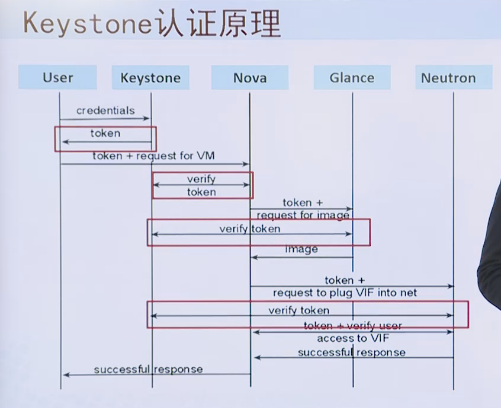 Keystone认证原理
User Keystone Nova Glance Neutron
credentials
token
token + request for VM
verify
token
token +
request for image
verify token
image
token +
request to plug VIF into net
verify token
token + verify user
access to VIF
successful response
successful response